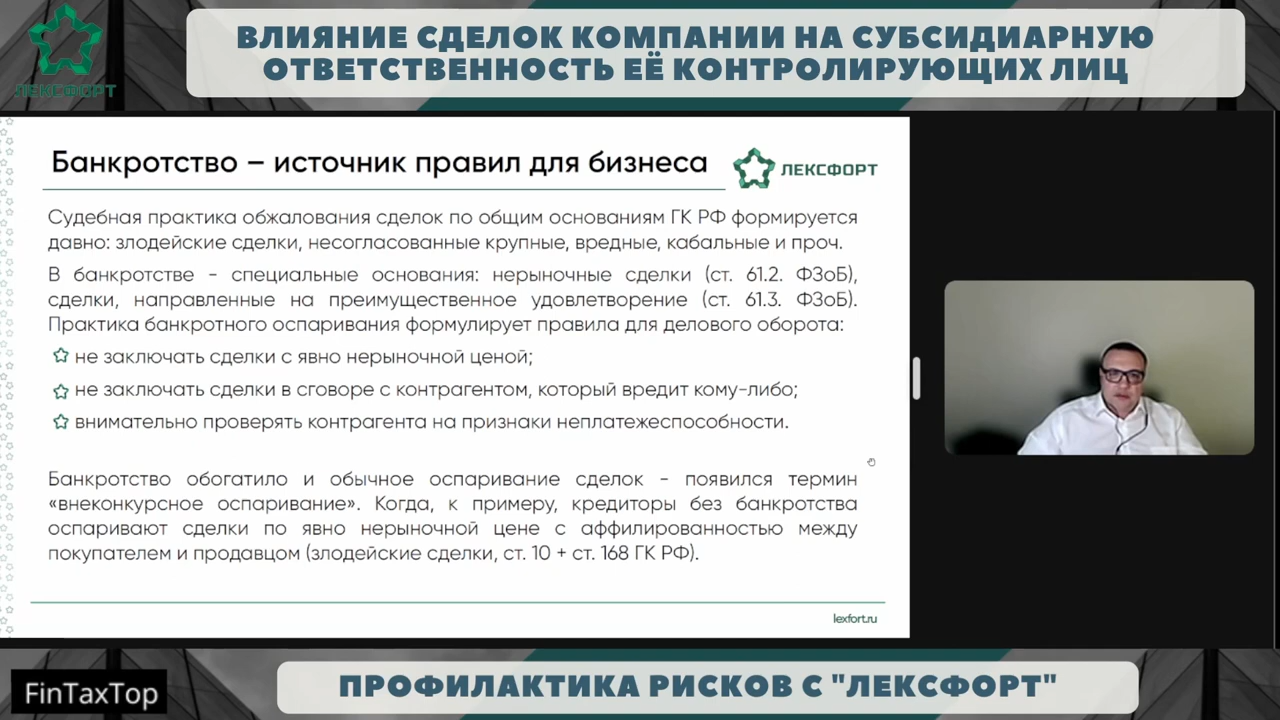 ВЛИЯНИЕ СДЕЛОК КОМПАНИИ НА СУБСИДИАРНУЮ
ОТВЕТСТВЕННОСТЬ ЕЁ КОНТРОЛИРУЮЩИХ ЛИЦ
ЛЕКСФОРТ
Банкротство – источник правил для бизнеса
ЛЕКСФОРТ
Судебная практика обжалования сделок по общим основаниям ГК РФ формируется
давно: злодейские сделки, несогласованные крупные, вредные, кабальные и проч.
В банкротстве - специальные основания: нерыночные сделки (ст. 61.2. ФЗоБ),
сделки, направленные на преимущественное удовлетворение (ст. 61.3. ФЗоБ).
Практика банкротного оспаривания формулирует правила для делового оборота:
не заключать сделки с явно нерыночной ценой;
не заключать сделки в сговоре с контрагентом, который вредит кому-либо;
внимательно проверять контрагента на признаки неплатежеспособности.
Банкротство обогатило и обычное оспаривание сделок - появился термин
«внеконкурсное оспаривание». Когда, к примеру, кредиторы без банкротства
оспаривают сделки по явно нерыночной цене с аффилированностью между
покупателем и продавцом (злодейские сделки, ст. 10 + ст. 168 ГК РФ).
lexfort.ru
FinTaxTop
ПРОФИЛАКТИКА РИСКОВ С "ЛЕКСФОРТ"